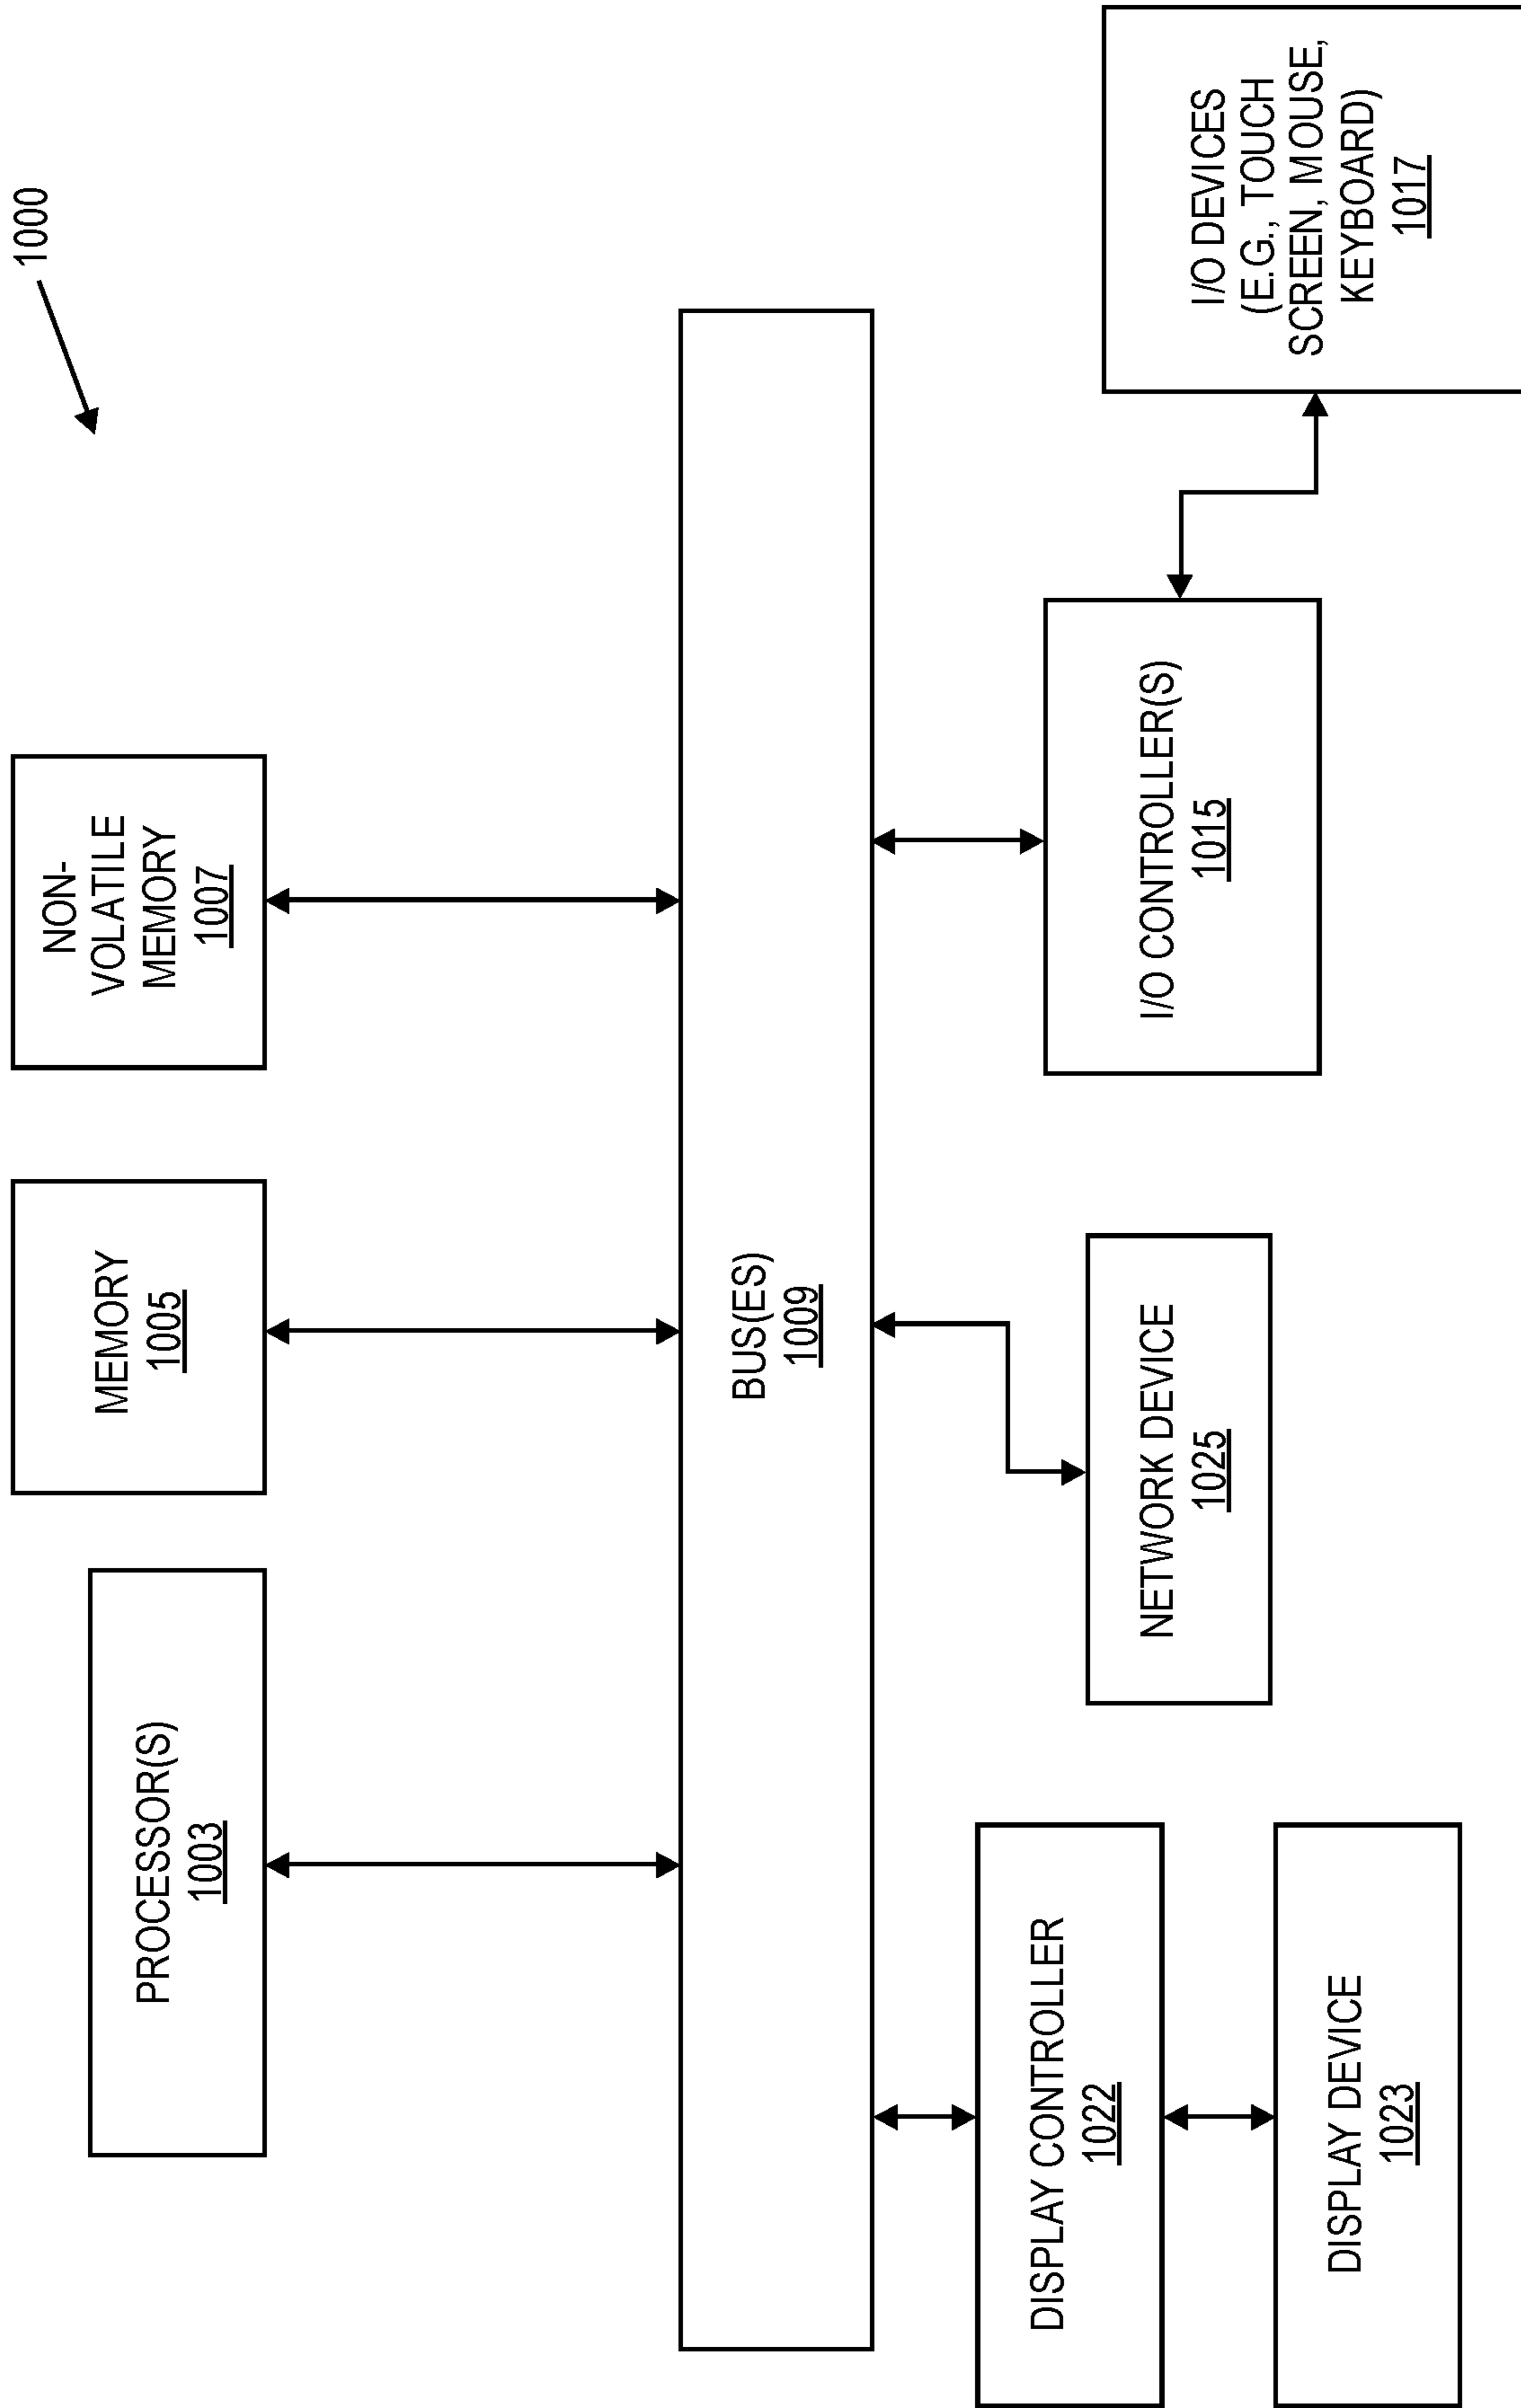 1000
PROCESSOR(S)
1003
MEMORY
1005
NON-
VOLATILE
MEMORY
1007
BUS(ES)
1009
DISPLAY CONTROLLER
1022
NETWORK DEVICE
1025
I/O CONTROLLER(S)
1015
I/O DEVICES
(E.G., TOUCH
SCREEN, MOUSE,
KEYBOARD)
1017
DISPLAY DEVICE
1023